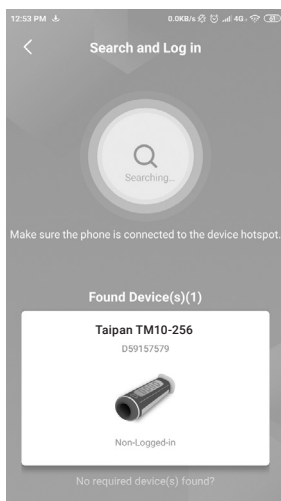 12:53 PM
0.0KB/s 4G
Search and Log in
Searching...
Make sure the phone is connected to the device hotspot.
Found Device(s)(1)
Taipan TM10-256
D59157579
Non-Logged-in
No required device(s) found?